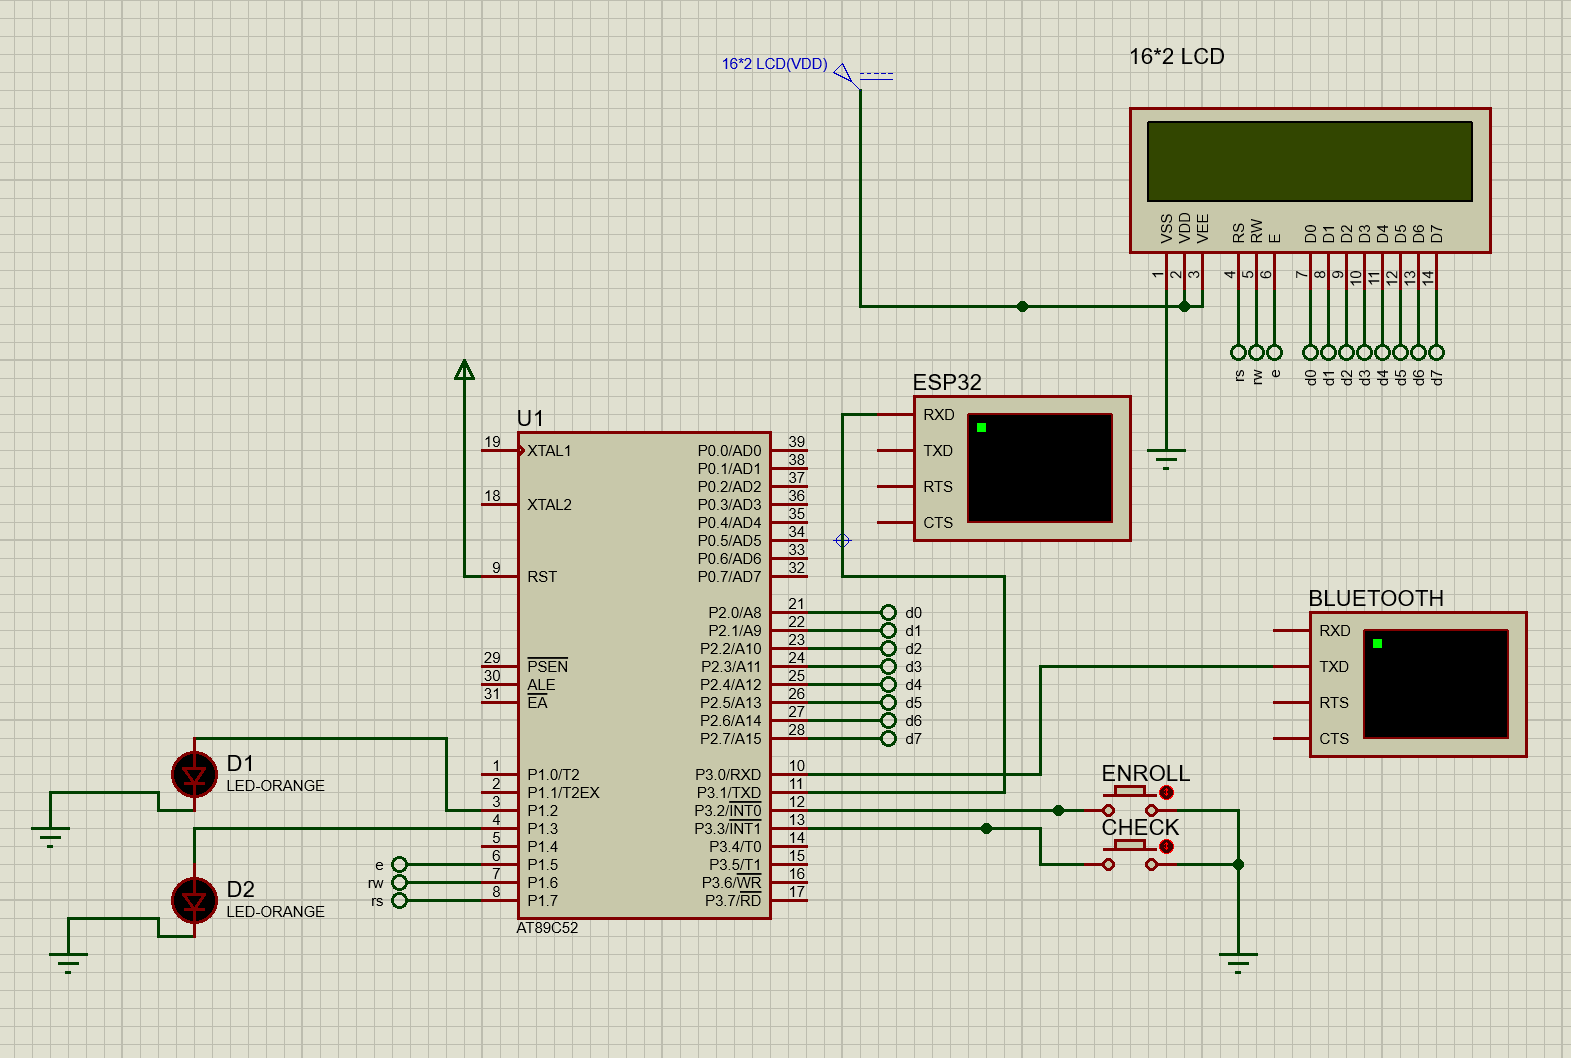 16*2 LCD(VDD)
16*2 LCD
VSS VDD VEE RS RW E D0 D1 D2 D3 D4 D5 D6 D7
1 2 3 4 5 6 7 8 9 10 11 12 13 14
rs rw e d0 d1 d2 d3 d4 d5 d6 d7
ESP32
RXD
TXD
RTS
CTS
U1
19 XTAL1 P0.0/AD0 39
P0.1/AD1 38
P0.2/AD2 37
18 XTAL2 P0.3/AD3 36
P0.4/AD4 35
P0.5/AD5 34
P0.6/AD6 33
9 RST P0.7/AD7 32
P2.0/A8 21 d0
P2.1/A9 22 d1
P2.2/A10 23 d2
29 PSEN P2.3/A11 24 d3
30 ALE P2.4/A12 25 d4
31 EA P2.5/A13 26 d5
P2.6/A14 27 d6
P2.7/A15 28 d7
1 P1.0/T2 P3.0/RXD 10
2 P1.1/T2EX P3.1/TXD 11
3 P1.2 P3.2/INT0 12
4 P1.3 P3.3/INT1 13
5 P1.4 P3.4/T0 14
e 6 P1.5 P3.5/T1 15
rw 7 P1.6 P3.6/WR 16
rs 8 P1.7 P3.7/RD 17
AT89C52
BLUETOOTH
RXD
TXD
RTS
CTS
D1
LED-ORANGE
D2
LED-ORANGE
ENROLL
CHECK